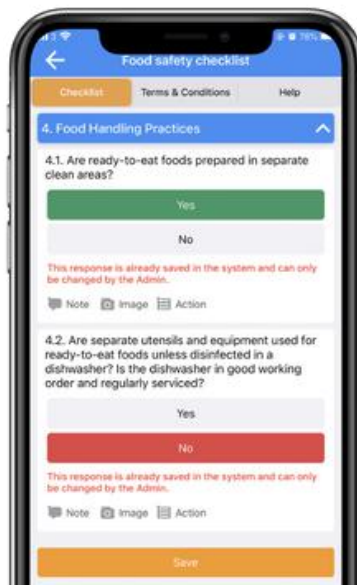 76%
Food safety checklist
Checklist Terms & Conditions Help
4. Food Handling Practices
4.1. Are ready-to-eat foods prepared in separate
clean areas?
Yes
No
This response is already saved in the system and can only
be changed by the Admin.
Note Image Action
4.2. Are separate utensils and equipment used for
ready-to-eat foods unless disinfected in a
dishwasher? Is the dishwasher in good working
order and regularly serviced?
Yes
No
This response is already saved in the system and can only
be changed by the Admin.
Note Image Action
Save